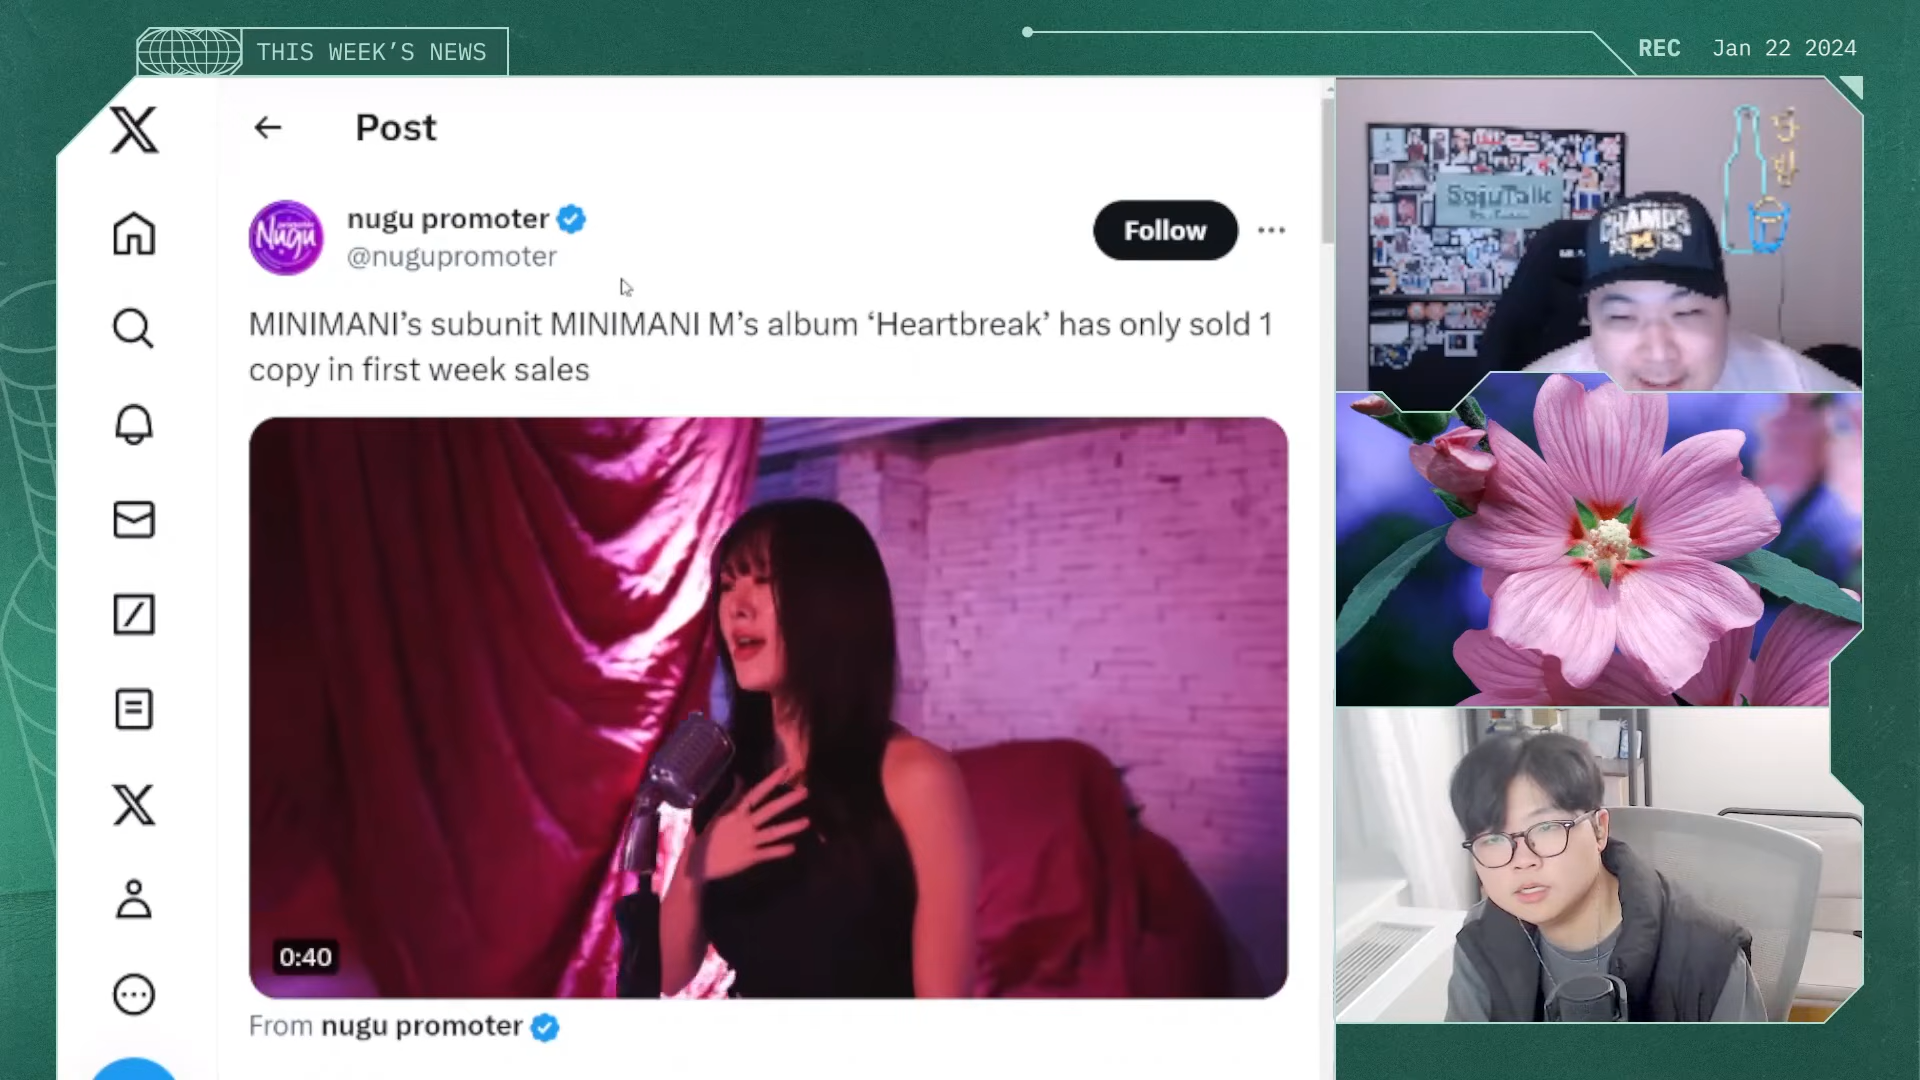 THIS WEEK’S NEWS
REC Jan 22 2024
Post
nugu promoter
@nugupromoter
Follow
MINIMANI’s subunit MINIMANI M’s album ‘Heartbreak’ has only sold 1
copy in first week sales
0:40
From nugu promoter
Nugu
SojuTalk
CHAMPS